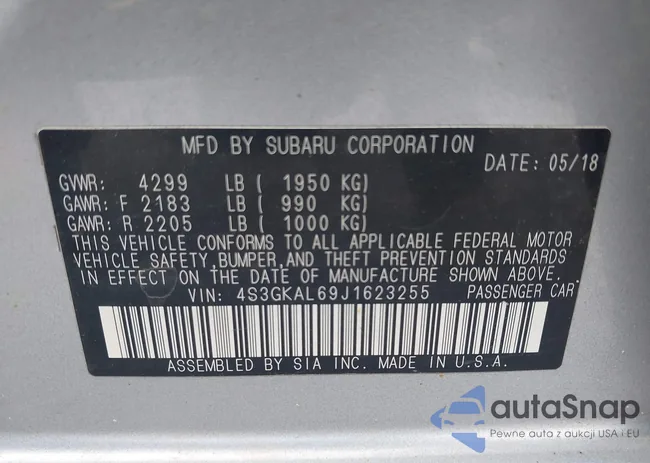 MFD BY SUBARU CORPORATION
DATE: 05/18
GVWR: 4299 LB ( 1950 KG)
GAWR: F 2183 LB ( 990 KG)
GAWR: R 2205 LB ( 1000 KG)
THIS VEHICLE CONFORMS TO ALL APPLICABLE FEDERAL MOTOR
VEHICLE SAFETY, BUMPER, AND THEFT PREVENTION STANDARDS
IN EFFECT ON THE DATE OF MANUFACTURE SHOWN ABOVE.
VIN: 4S3GKAL69J1623255 PASSENGER CAR
ASSEMBLED BY SIA INC. MADE IN U.S.A.
autaSnap
Pewne auta z aukcji USA i EU